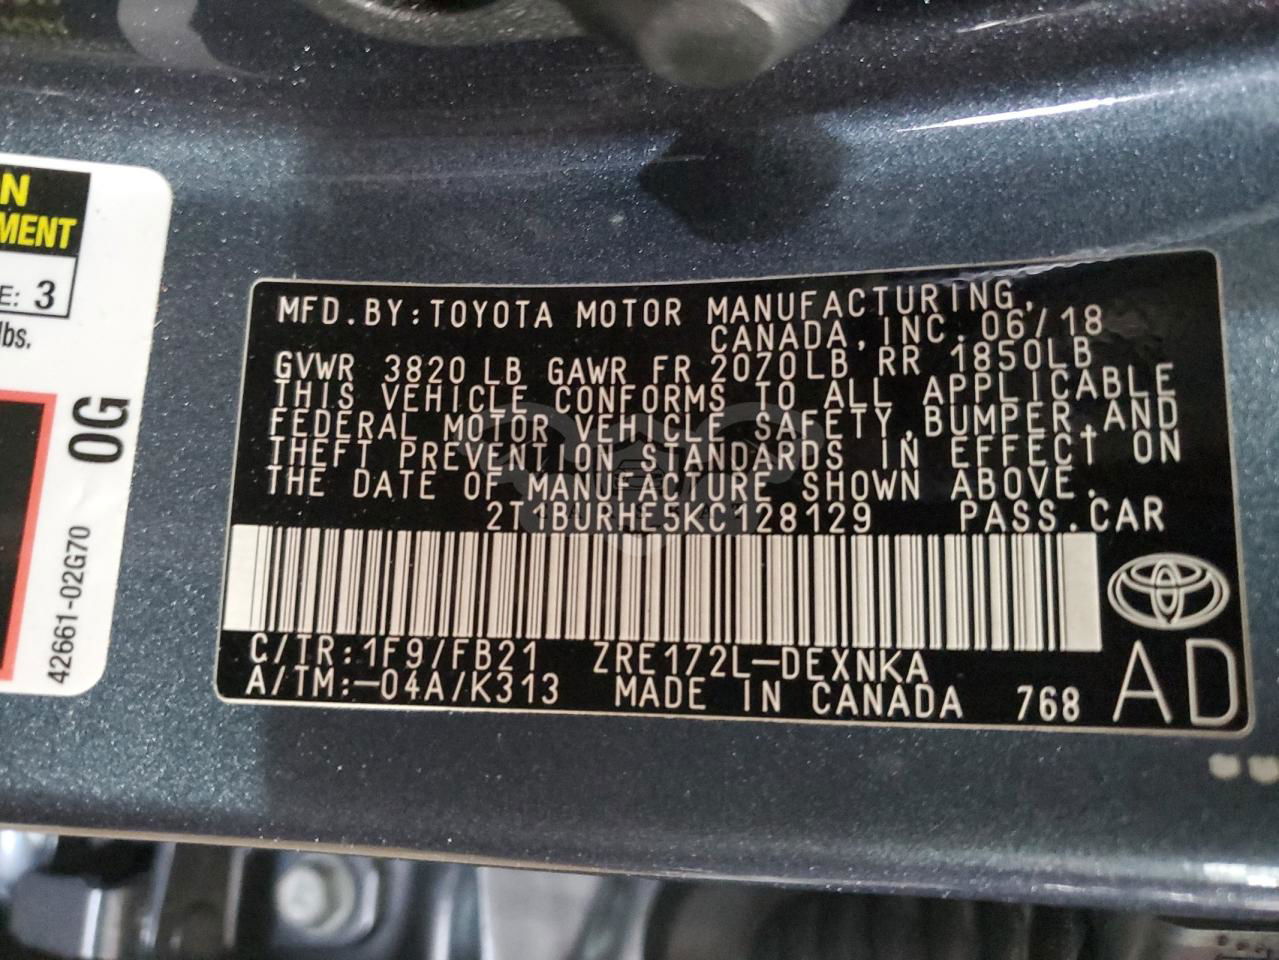 N
MENT
E: 3
lbs.
0G
42661-02G70
MFD.BY:TOYOTA MOTOR MANUFACTURING,
CANADA,INC.06/18
GVWR 3820 LB GAWR FR 2070LB RR 1850LB
THIS VEHICLE CONFORMS TO ALL APPLICABLE
FEDERAL MOTOR VEHICLE SAFETY,BUMPER,AND
THEFT PREVENTION STANDARDS IN EFFECT ON
THE DATE OF MANUFACTURE SHOWN ABOVE.
2T1BURHE5KC128129 PASS.CAR
C/TR:1F9/FB21 ZRE172L-DEXNKA
A/TM:-04A/K313 MADE IN CANADA 768
AD